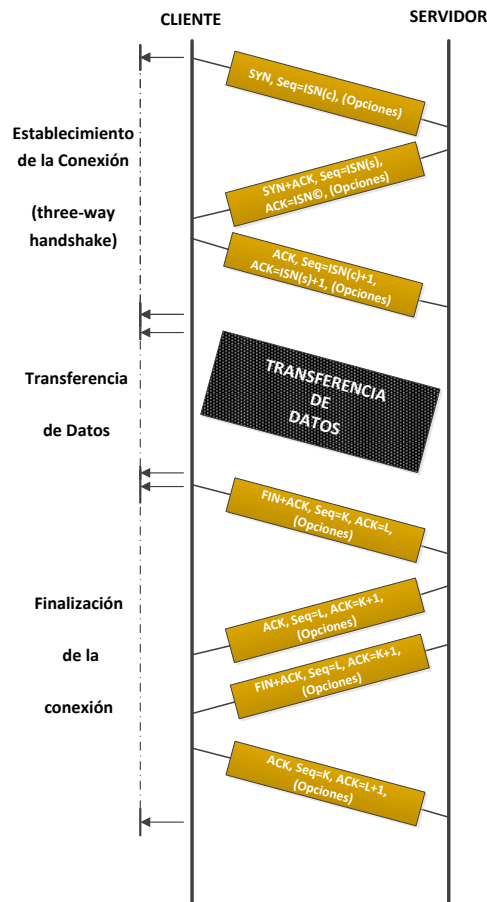 CLIENTE
SERVIDOR
SYN, Seq=ISN(c), (Opciones)
Establecimiento
de la Conexión
(three-way
handshake)
SYN+ACK, Seq=ISN(s),
ACK=ISN©, (Opciones)
ACK, Seq=ISN(c)+1,
ACK=ISN(s)+1, (Opciones)
Transferencia
de Datos
TRANSFERENCIA
DE
DATOS
FIN+ACK, Seq=K, ACK=L,
(Opciones)
Finalización
de la
conexión
ACK, Seq=L, ACK=K+1,
(Opciones)
FIN+ACK, Seq=L, ACK=K+1,
(Opciones)
ACK, Seq=K, ACK=L+1,
(Opciones)